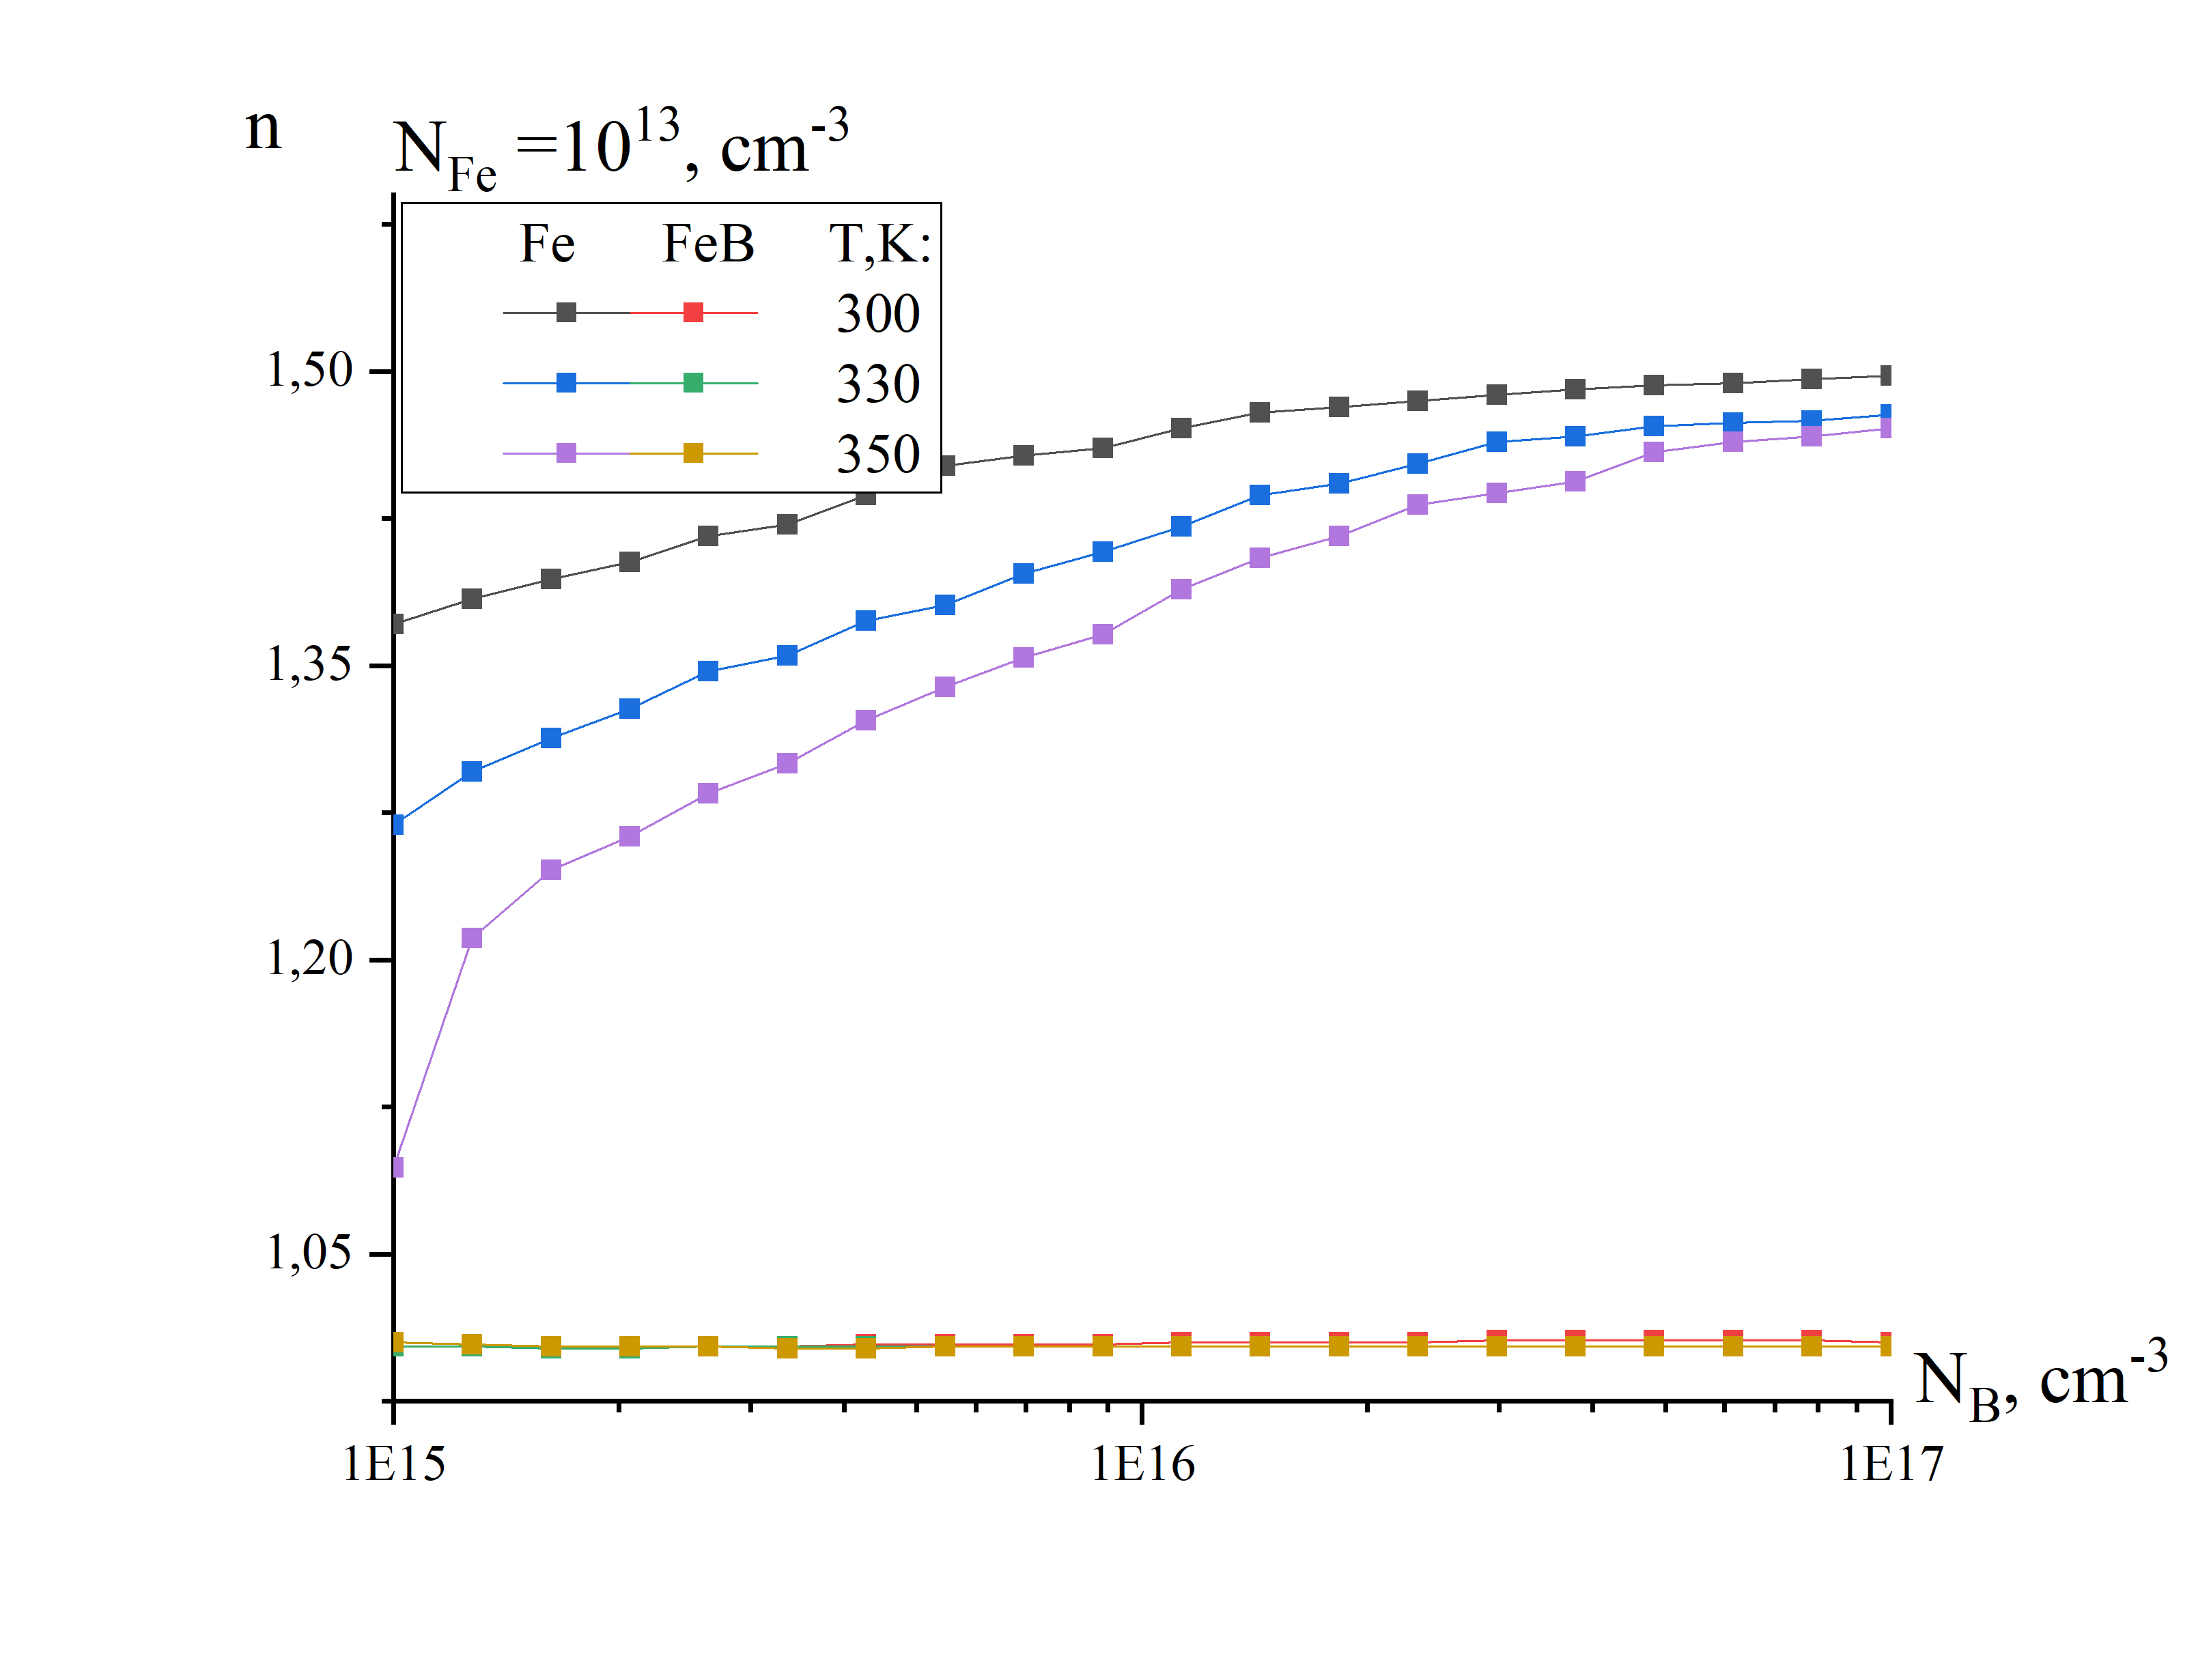 n
N_Fe =10^13, cm^-3
Fe FeB T,K:
300
330
350
1,50
1,35
1,20
1,05
1E15 1E16 1E17
N_B, cm^-3